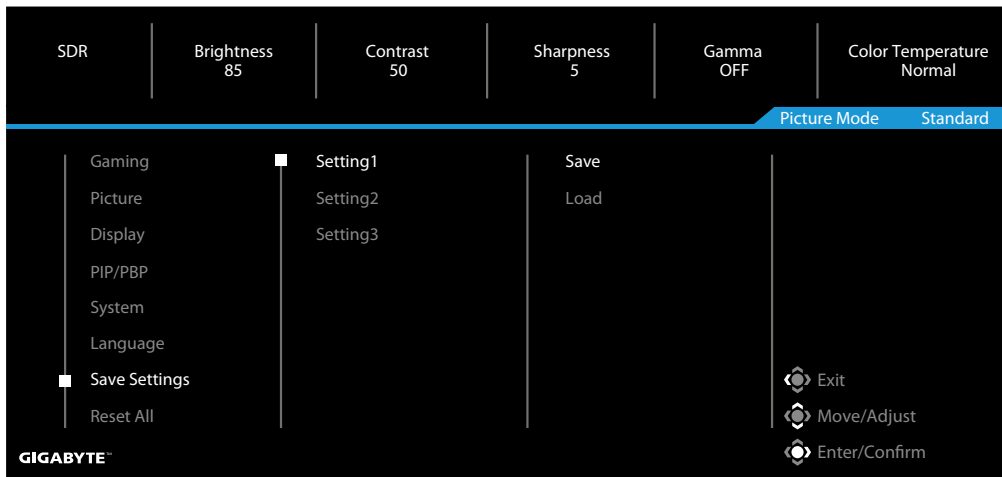 SDR
Brightness
85
Contrast
50
Sharpness
5
Gamma
OFF
Color Temperature
Normal
Picture Mode Standard
Gaming
Picture
Display
PIP/PBP
System
Language
Save Settings
Reset All
Setting1
Setting2
Setting3
Save
Load
Exit
Move/Adjust
Enter/Confirm
GIGABYTE™